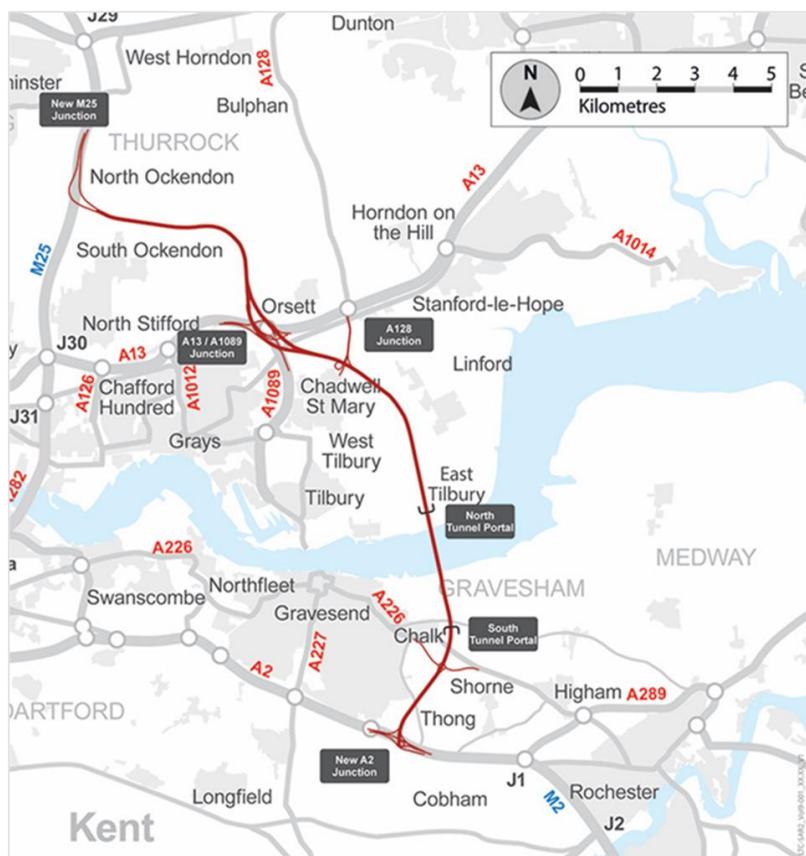 J29
Dunton
West Horndon
A128
minster
New M25
Junction
Bulphan
N
0 1 2 3 4 5
Kilometres
S
Be
THURROCK
North Ockendon
A13
Horndon on
the Hill
A1014
M25
South Ockendon
Orsett
Stanford-le-Hope
North Stifford
A13 / A1089
Junction
A128
Junction
J30
A13
Linford
y
A126
Chafford
Hundred
A1012
A1089
Chadwell
St Mary
J31
Grays
West
Tilbury
East
Tilbury
Tilbury
A282
North
Tunnel Portal
A226
MEDWAY
a
Northfleet
GRAVESHAM
Swanscombe
Gravesend
A226
A227
Chalk
South
Tunnel Portal
A2
Shorne
Higham
A289
DARTFORD
Thong
New A2
Junction
J1
Longfield
Cobham
M2
Rochester
J2
Kent